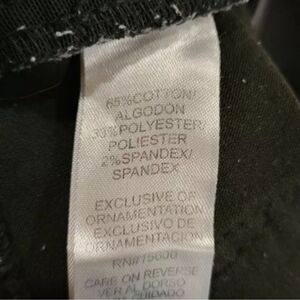 65%COTTON/
ALGODON
33%POLYESTER/
POLIESTER
2%SPANDEX/
SPANDEX
EXCLUSIVE OF
ORNAMENTATION
EXCLUSIVO DE
ORNAMENTACION
RN#15000
CARE ON REVERSE
VER AL DORSO
CUIDADO